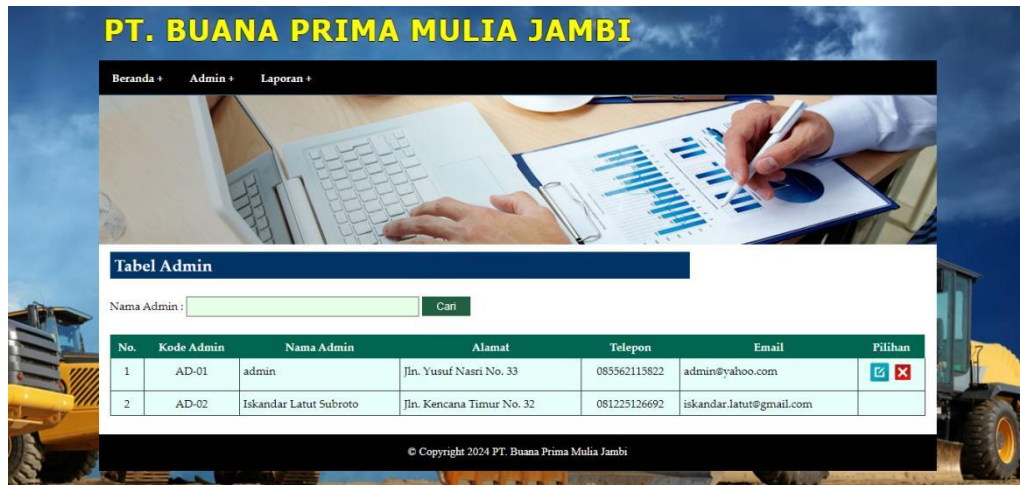 PT. BUANA PRIMA MULIA JAMBI
Beranda + Admin + Laporan +
Tabel Admin
Nama Admin : Cari
No. Kode Admin Nama Admin Alamat Telepon Email Pilihan
1 AD-01 admin Jln. Yusuf Nasri No. 33 085562115822 admin@yahoo.com
2 AD-02 Iskandar Latut Subroto Jln. Kencana Timur No. 32 081225126692 iskandar.latut@gmail.com
© Copyright 2024 PT. Buana Prima Mulia Jambi